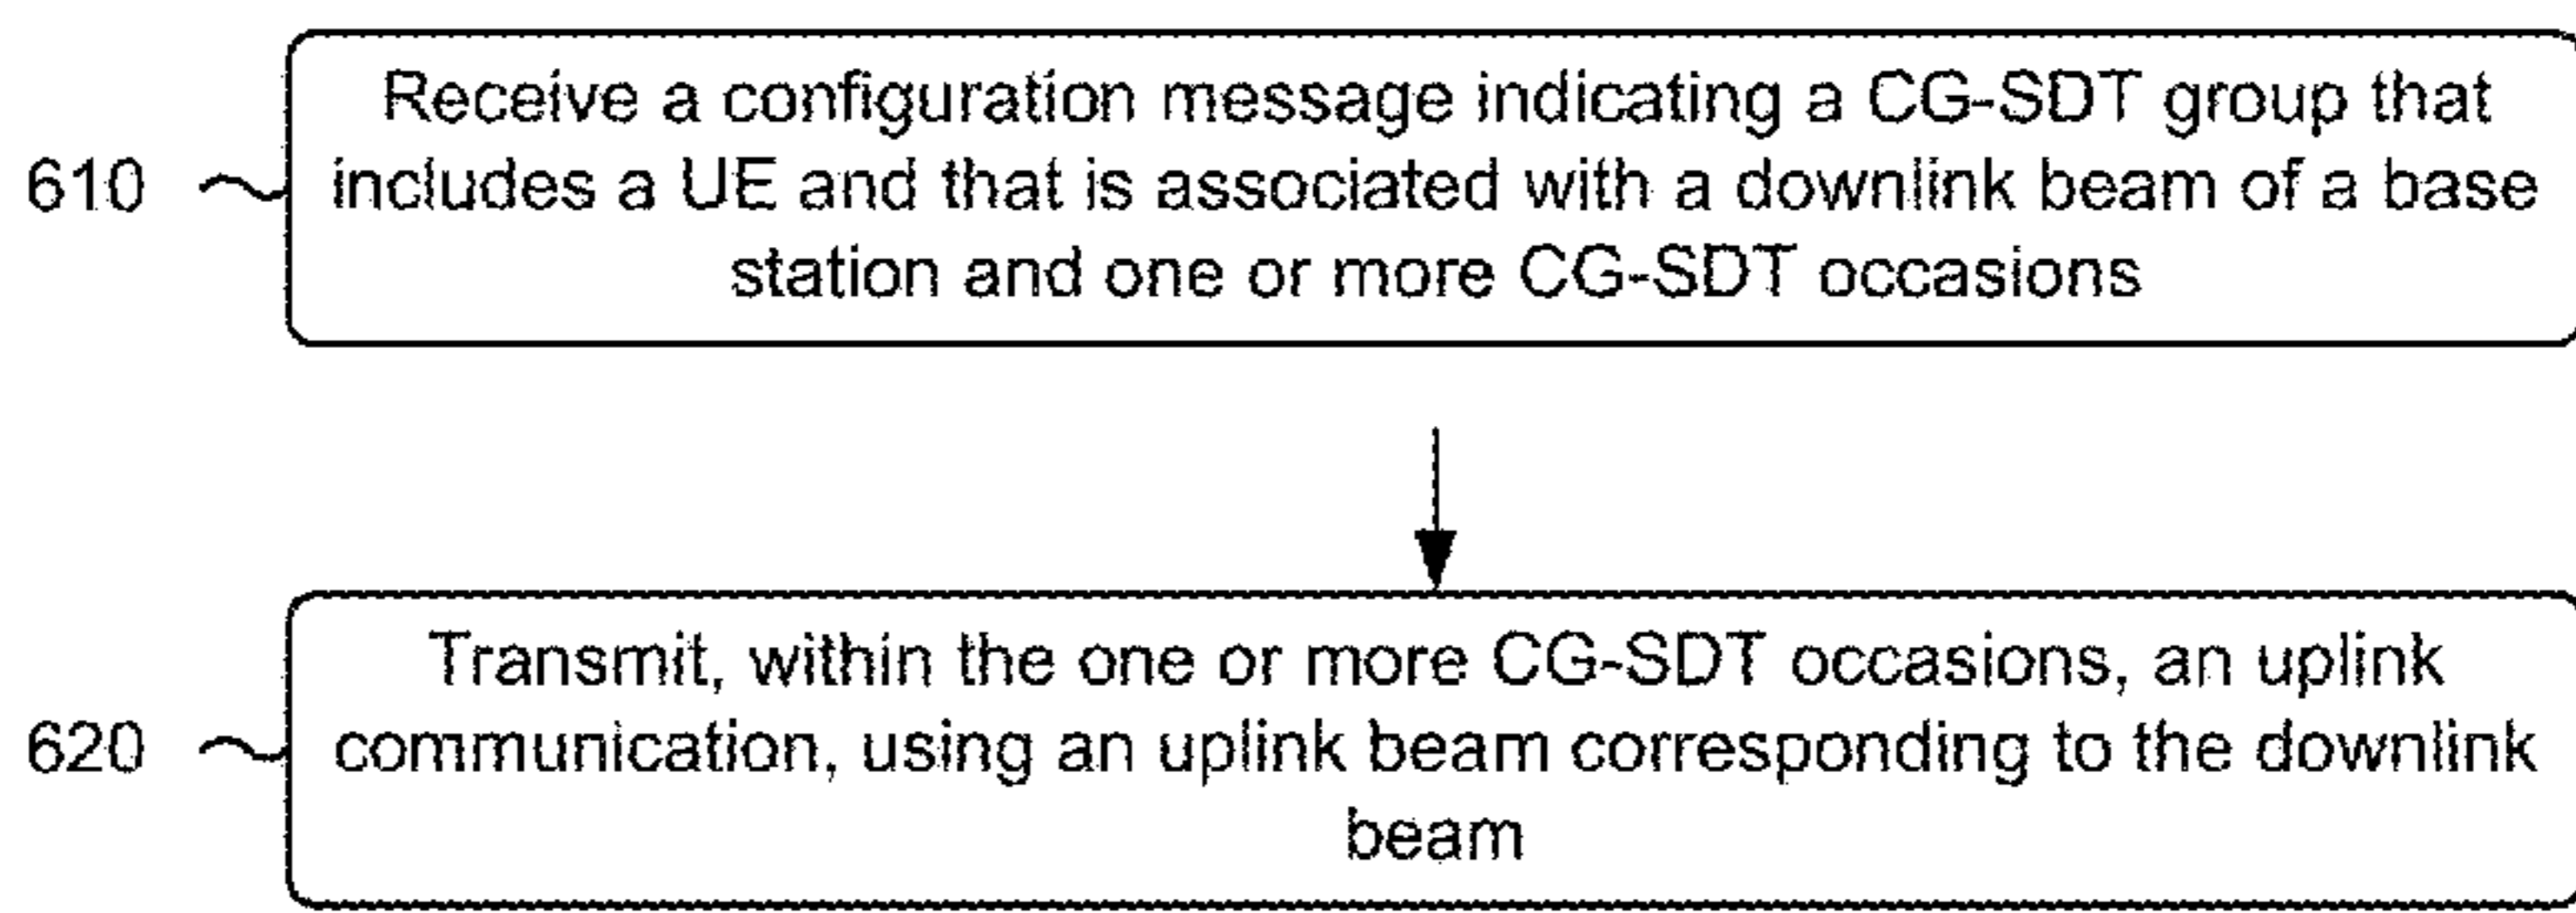 Receive a configuration message indicating a CG-SDT group that
610 includes a UE and that is associated with a downlink beam of a base
station and one or more CG-SDT occasions
Transmit, within the one or more CG-SDT occasions, an uplink
620 communication, using an uplink beam corresponding to the downlink
beam